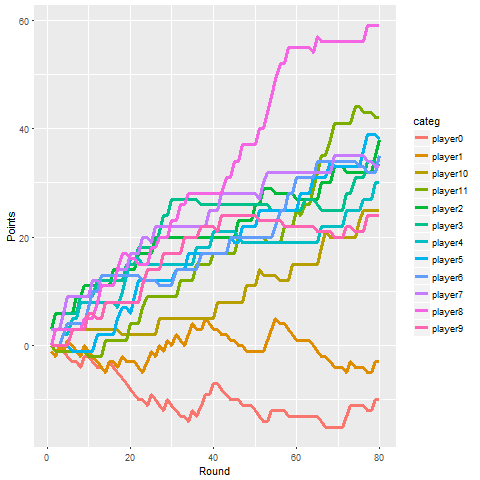 60
40
20
0
Points
0
20
40
60
80
Round
categ
player0
player1
player10
player11
player2
player3
player4
player5
player6
player7
player8
player9